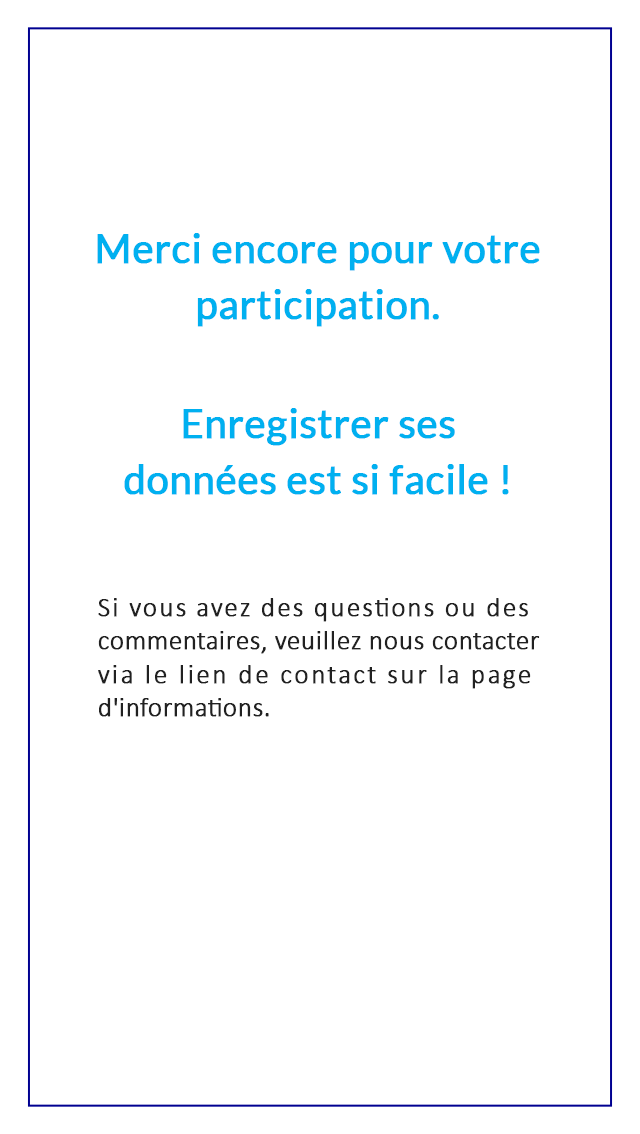 Merci encore pour votre
participation.
Enregistrer ses
données est si facile !
Si vous avez des questions ou des
commentaires, veuillez nous contacter
via le lien de contact sur la page
d'informations.